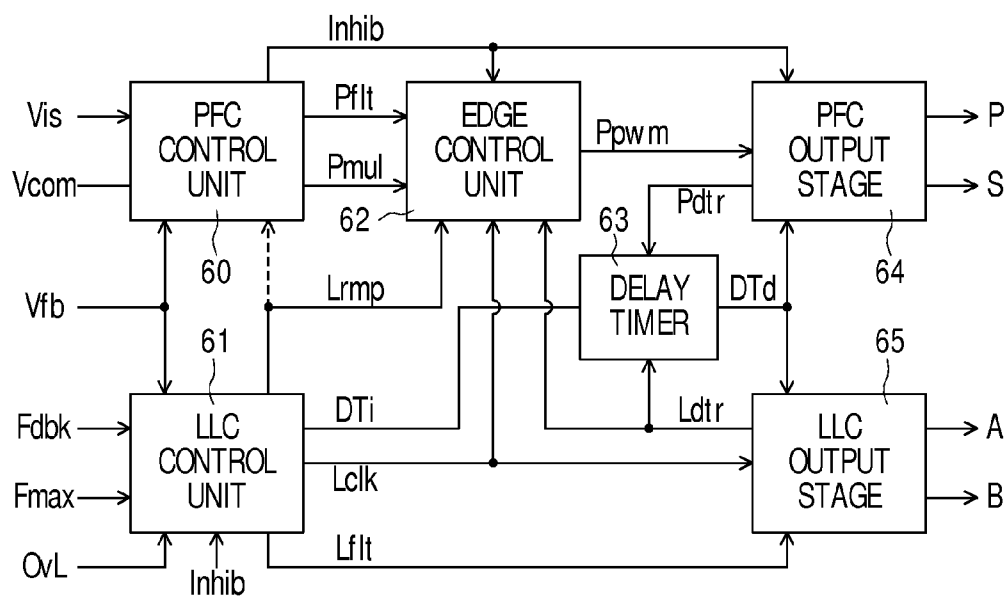 Inhib
Vis
PFC
CONTROL
UNIT
Pflt
Pmul
EDGE
CONTROL
UNIT
Ppwm
PFC
OUTPUT
STAGE
P
S
Vcom
60
62
Pdtr
63
64
Vfb
Lrmp
DELAY
TIMER
DTd
61
65
Fdbk
LLC
CONTROL
UNIT
DTi
Ldtr
LLC
OUTPUT
STAGE
A
B
Lclk
Fmax
Lflt
OvL
Inhib